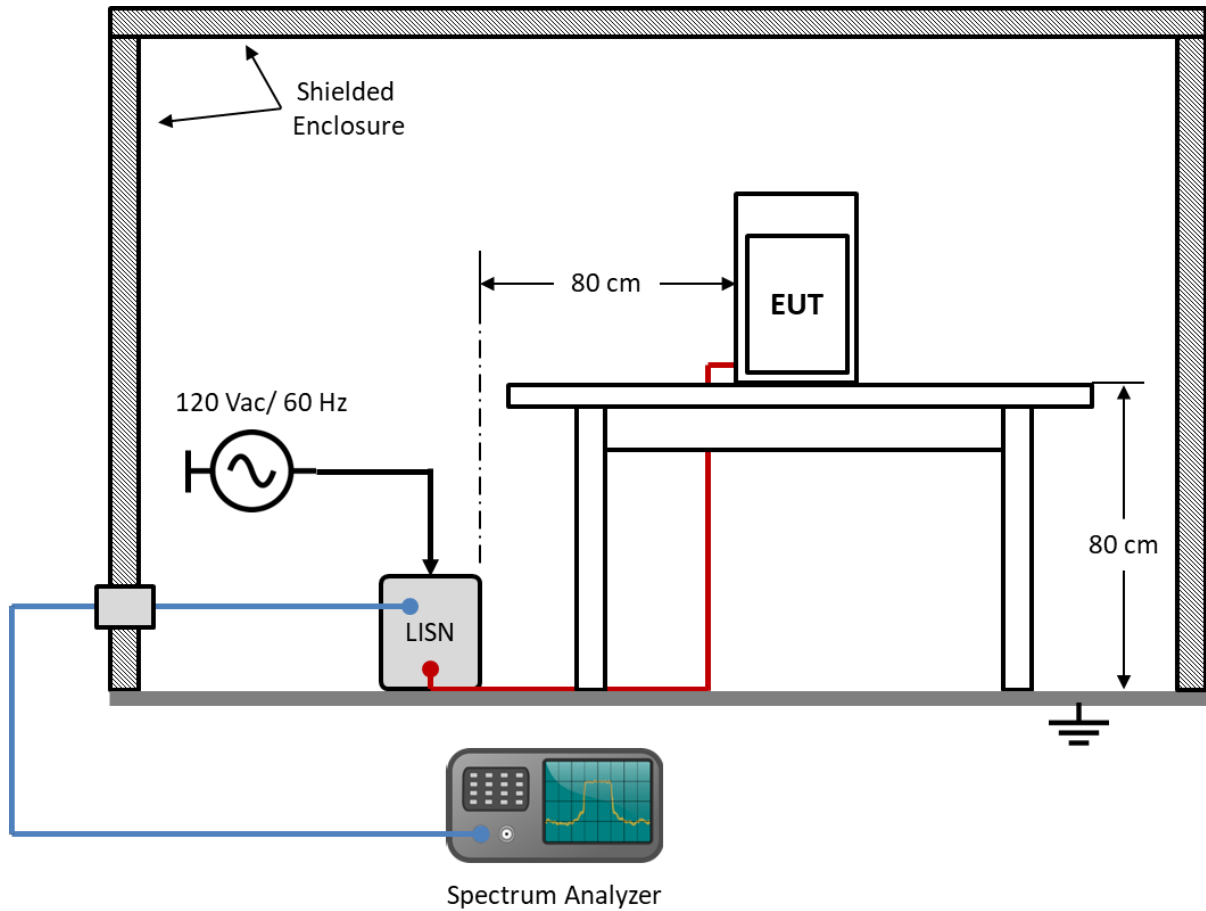 Shielded
Enclosure
80 cm
EUT
120 Vac/ 60 Hz
80 cm
LISN
Spectrum Analyzer